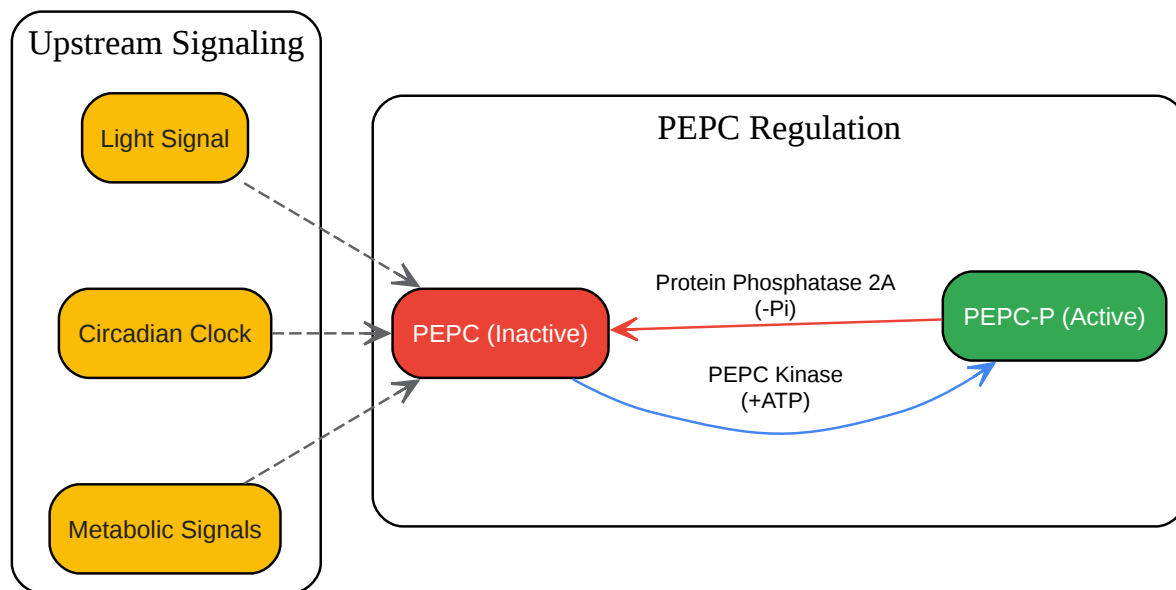 Upstream Signaling
Light Signal
Circadian Clock
Metabolic Signals
PEPC Regulation
PEPC (Inactive)
Protein Phosphatase 2A
(-Pi)
PEPC Kinase
(+ATP)
PEPC-P (Active)